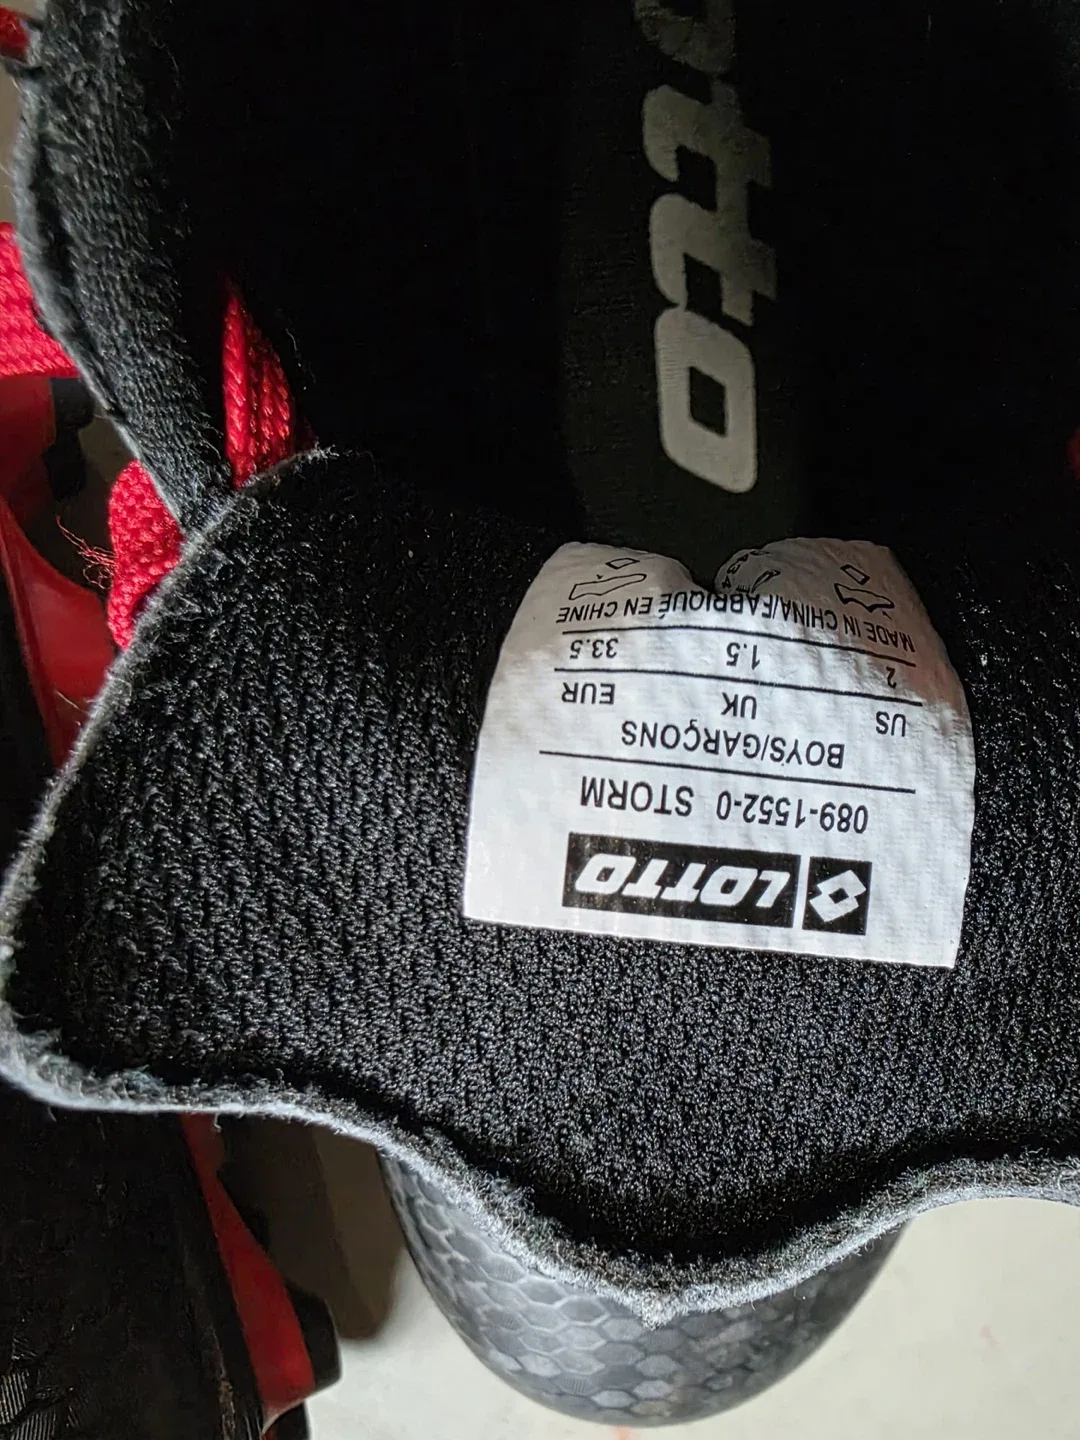 otto
LOTTO
089-1552-0 STORM
BOYS/GARÇONS
US UK EUR
2 1.5 33.5
MADE IN CHINA/FABRIQUÉ EN CHINE